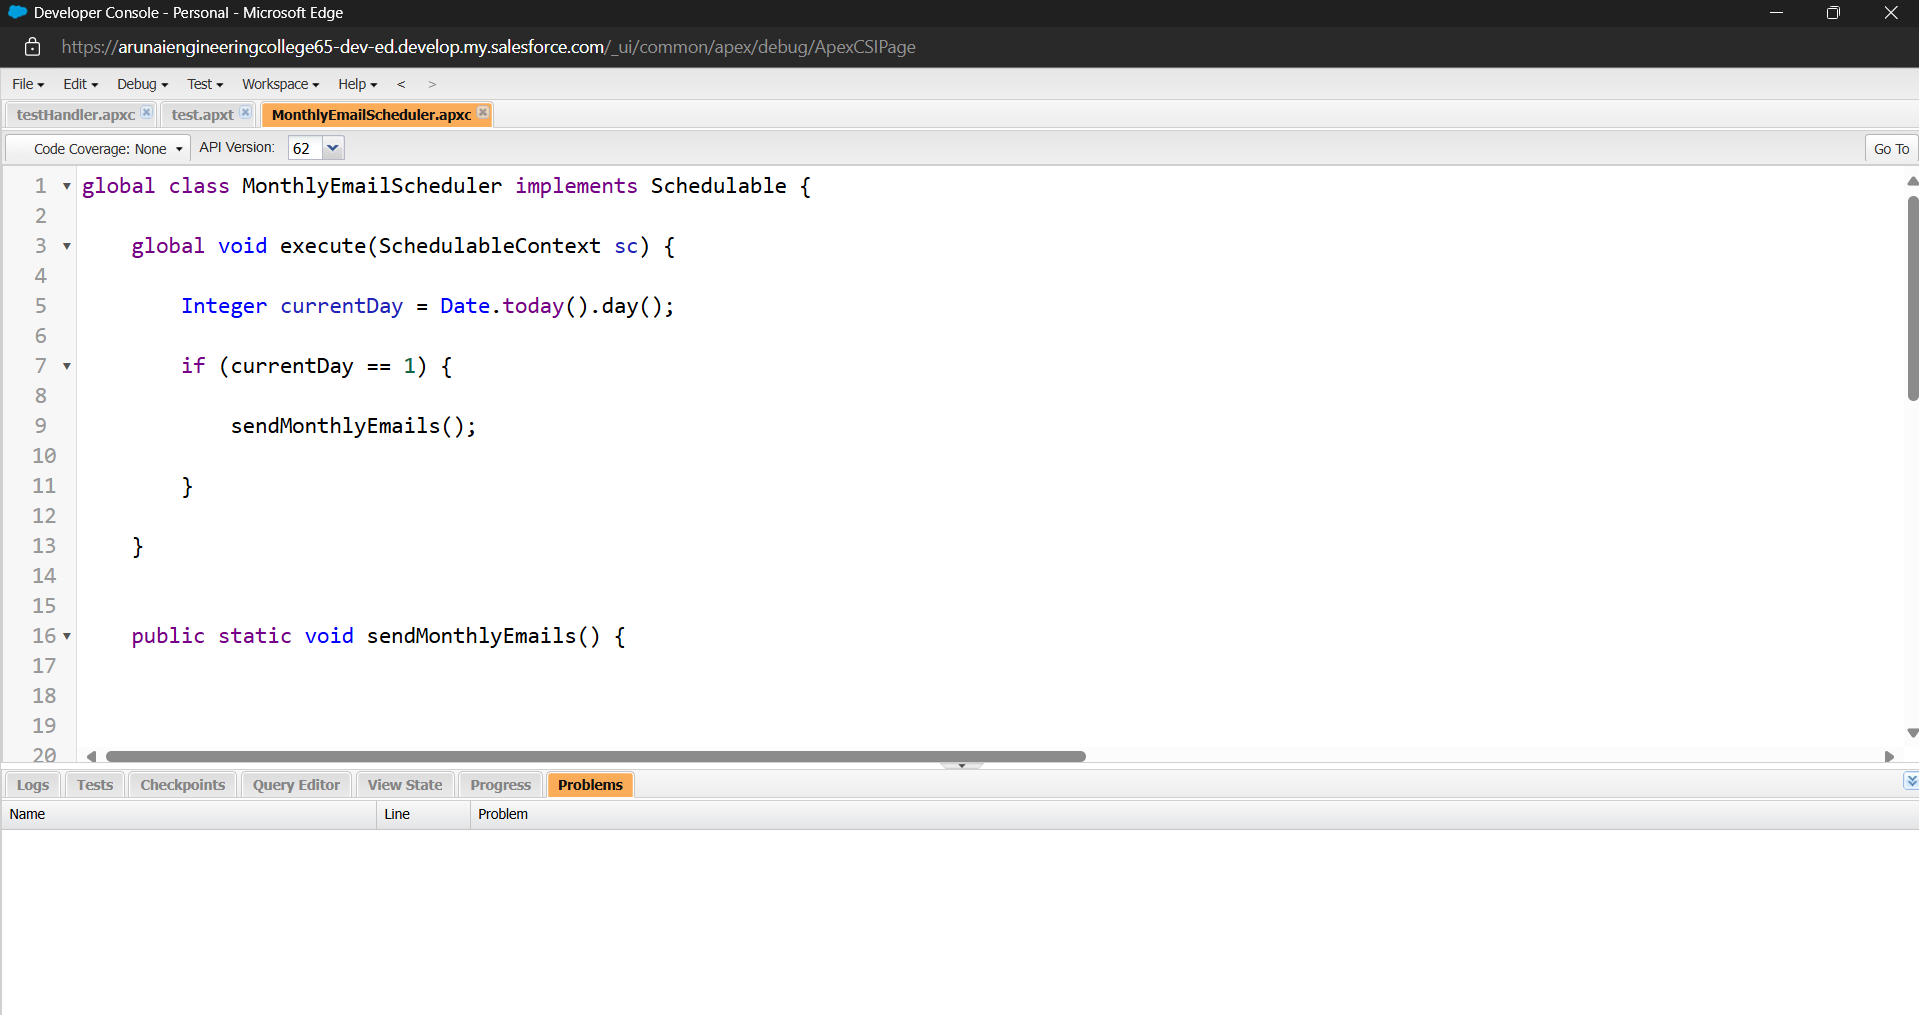 Developer Console - Personal - Microsoft Edge
https://arunaiengineeringcollege65-dev-ed.develop.my.salesforce.com/_ui/common/apex/debug/ApexCSIPage
File Edit Debug Test Workspace Help < >
testHandler.apxc test.apxt MonthlyEmailScheduler.apxc
Code Coverage: None API Version: 62 Go To
1 global class MonthlyEmailScheduler implements Schedulable {
2
3 global void execute(SchedulableContext sc) {
4
5 Integer currentDay = Date.today().day();
6
7 if (currentDay == 1) {
8
9 sendMonthlyEmails();
10
11 }
12
13 }
14
15
16 public static void sendMonthlyEmails() {
17
18
19
20
Logs Tests Checkpoints Query Editor View State Progress Problems
Name Line Problem